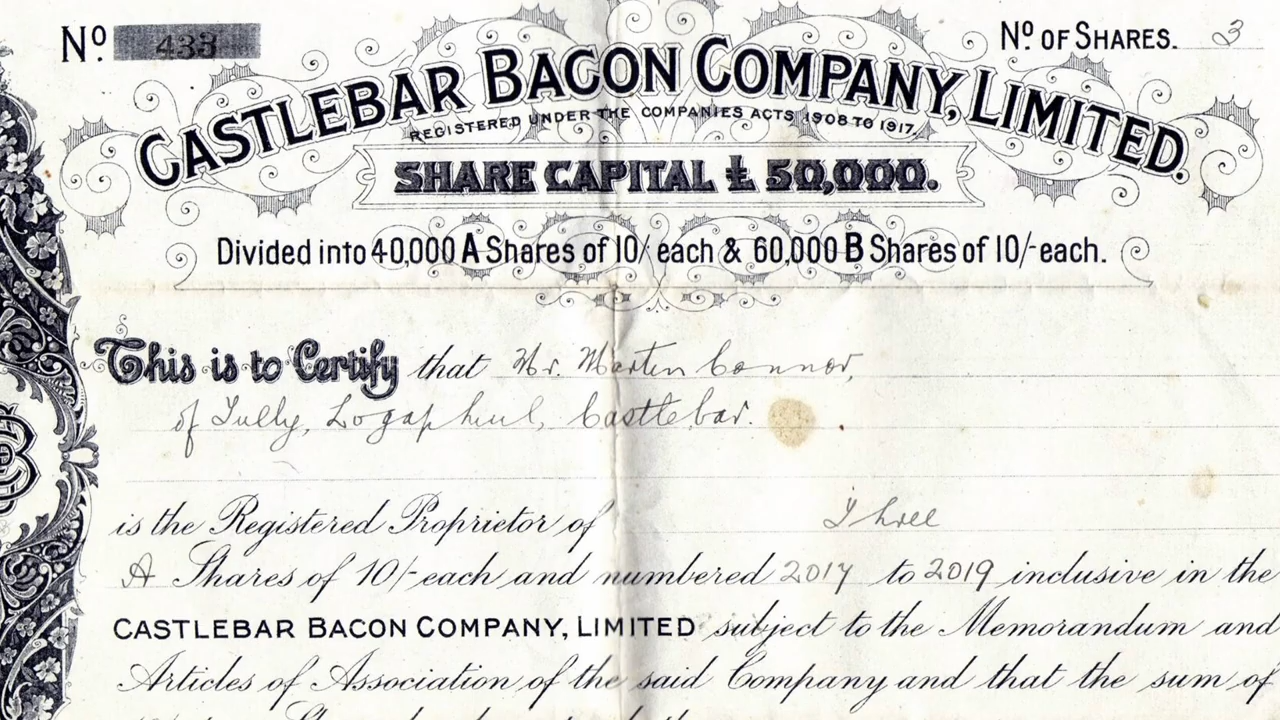 Nº. 433
Nº. OF SHARES. 3
CASTLEBAR BACON COMPANY, LIMITED.
REGISTERED UNDER THE COMPANIES ACTS 1908 TO 1917.
SHARE CAPITAL £ 50,000.
Divided into 40,000 A Shares of 10/- each & 60,000 B Shares of 10/- each.
This is to Certify that Mr. Martin Connor,
of Tully, Castlebar.
is the Registered Proprietor of Three
A Shares of 10/- each and numbered 2017 to 2019 inclusive in the
CASTLEBAR BACON COMPANY, LIMITED subject to the Memorandum and
Articles of Association of the said Company and that the sum of